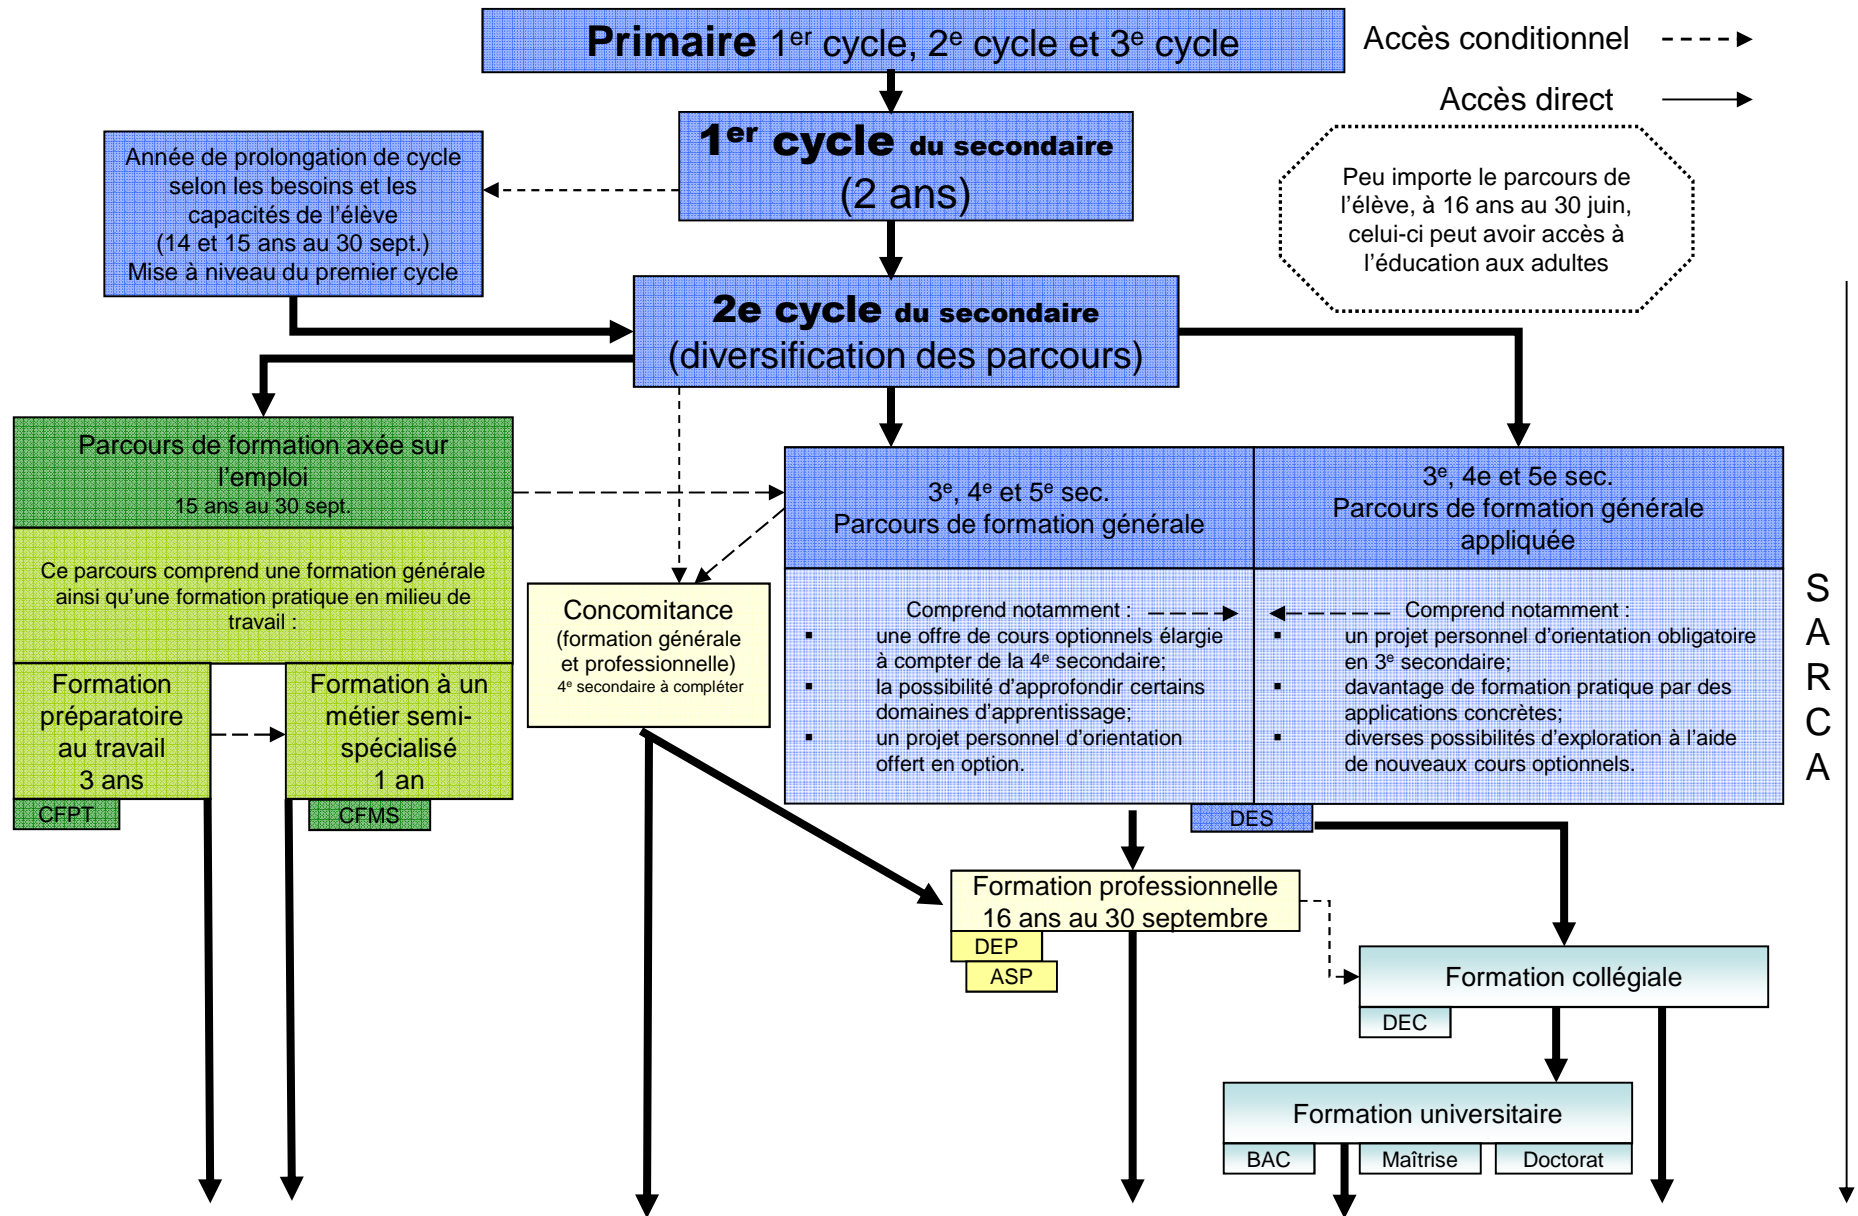 Primaire 1er cycle, 2e cycle et 3e cycle
Accès conditionnel
Accès direct
1er cycle du secondaire
(2 ans)
Année de prolongation de cycle
selon les besoins et les
capacités de l'élève
(14 et 15 ans au 30 sept.)
Mise à niveau du premier cycle
Peu importe le parcours de
l'élève, à 16 ans au 30 juin,
celui-ci peut avoir accès à
l'éducation aux adultes
2e cycle du secondaire
(diversification des parcours)
Parcours de formation axée sur
l'emploi
15 ans au 30 sept.
Ce parcours comprend une formation générale
ainsi qu'une formation pratique en milieu de
travail :
Formation
préparatoire
au travail
3 ans
CFPT
Formation à un
métier semi-
spécialisé
1 an
CFMS
Concomitance
(formation générale
et professionnelle)
4e secondaire à compléter
3e, 4e et 5e sec.
Parcours de formation générale
Comprend notamment :
▪ une offre de cours optionnels élargie
à compter de la 4e secondaire;
▪ la possibilité d'approfondir certains
domaines d'apprentissage;
▪ un projet personnel d'orientation
offert en option.
3e, 4e et 5e sec.
Parcours de formation générale
appliquée
Comprend notamment :
▪ un projet personnel d'orientation obligatoire
en 3e secondaire;
▪ davantage de formation pratique par des
applications concrètes;
▪ diverses possibilités d'exploration à l'aide
de nouveaux cours optionnels.
S
A
R
C
A
DES
Formation professionnelle
16 ans au 30 septembre
DEP
ASP
Formation collégiale
DEC
Formation universitaire
BAC
Maîtrise
Doctorat